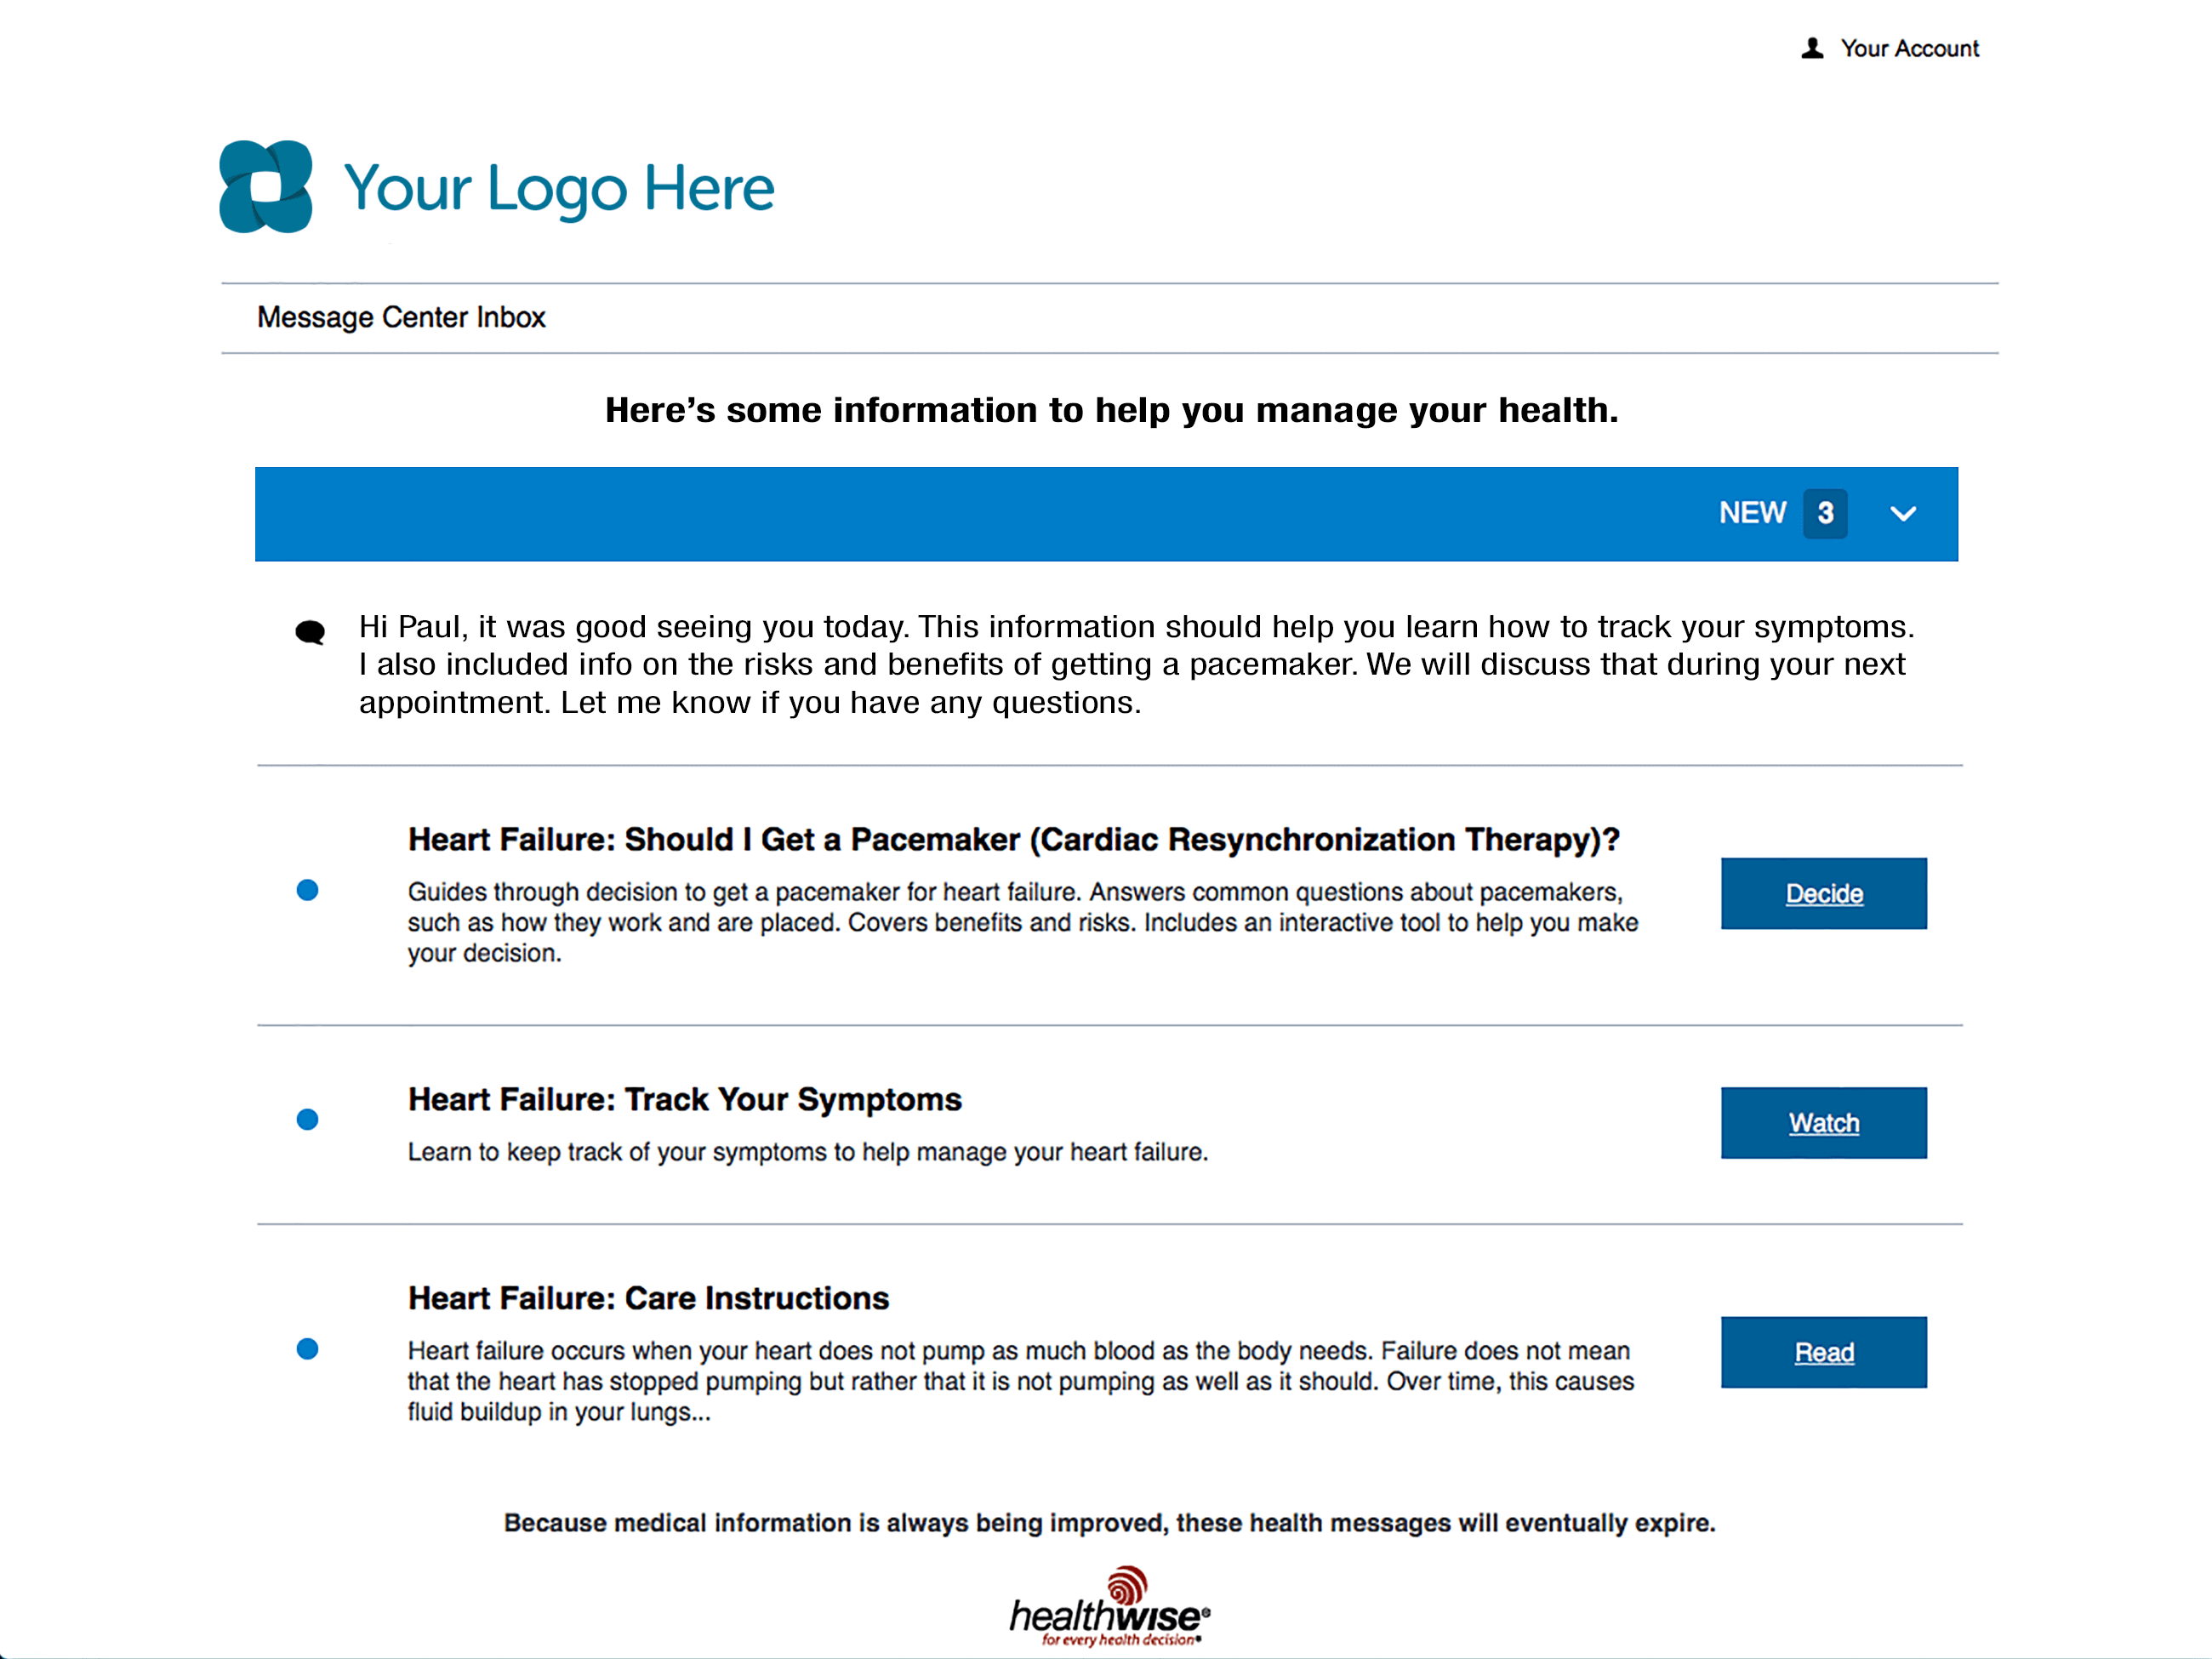 Your Account
Your Logo Here
Message Center Inbox
Here’s some information to help you manage your health.
NEW 3
Hi Paul, it was good seeing you today. This information should help you learn how to track your symptoms.
I also included info on the risks and benefits of getting a pacemaker. We will discuss that during your next
appointment. Let me know if you have any questions.
Heart Failure: Should I Get a Pacemaker (Cardiac Resynchronization Therapy)?
Guides through decision to get a pacemaker for heart failure. Answers common questions about pacemakers,
such as how they work and are placed. Covers benefits and risks. Includes an interactive tool to help you make
your decision.
Decide
Heart Failure: Track Your Symptoms
Learn to keep track of your symptoms to help manage your heart failure.
Watch
Heart Failure: Care Instructions
Heart failure occurs when your heart does not pump as much blood as the body needs. Failure does not mean
that the heart has stopped pumping but rather that it is not pumping as well as it should. Over time, this causes
fluid buildup in your lungs...
Read
Because medical information is always being improved, these health messages will eventually expire.
healthwise®
for every health decision®